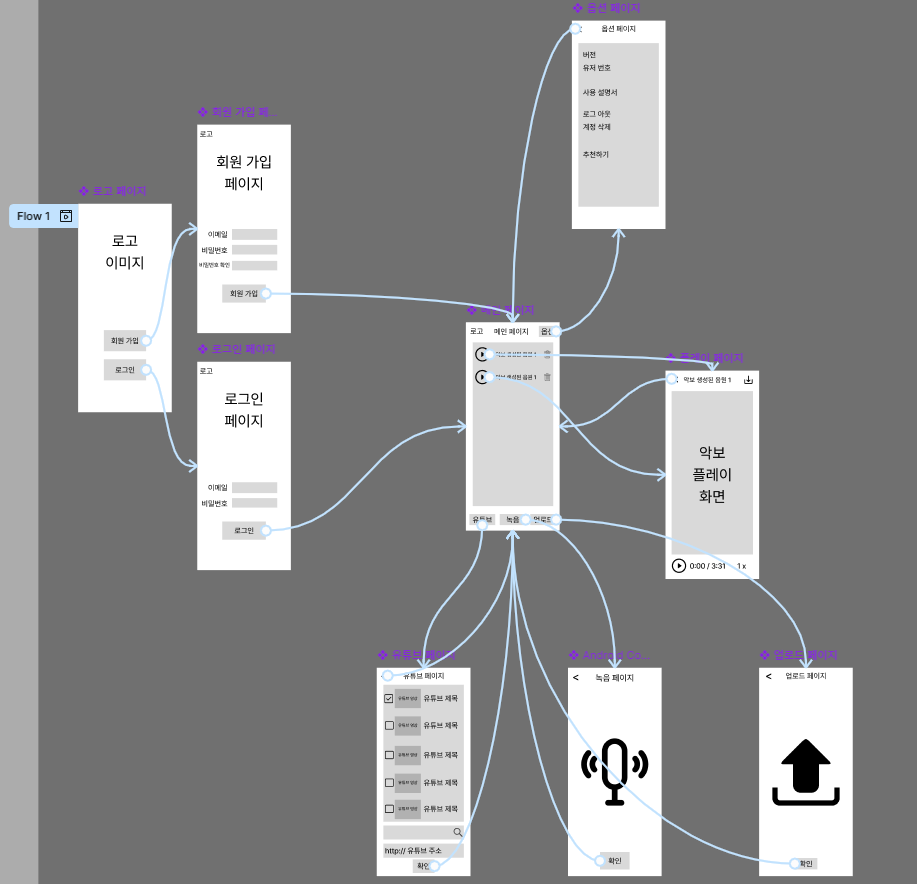 옵션 페이지
옵션 페이지
버전
유저 번호
사용 설명서
로그 아웃
계정 삭제
추천하기
회원 가입 페...
로고
회원 가입
페이지
이메일
비밀번호
비밀번호 확인
회원 가입
로고 페이지
Flow 1
로고
이미지
회원 가입
로그인
로그인 페이지
로고
로그인
페이지
이메일
비밀번호
로그인
메인 페이지
로고 메인 페이지 옵션
악보 생성된 음원 1
악보 생성된 음원 1
유튜브 녹음 업로드
플레이 페이지
< 악보 생성된 음원 1
악보
플레이
화면
0:00 / 3:31 1 x
유튜브 페이지
유튜브 페이지
유튜브 영상 유튜브 제목
유튜브 영상 유튜브 제목
유튜브 영상 유튜브 제목
유튜브 영상 유튜브 제목
유튜브 영상 유튜브 제목
http:// 유튜브 주소
확인
Android Co...
< 녹음 페이지
확인
업로드 페이지
< 업로드 페이지
확인